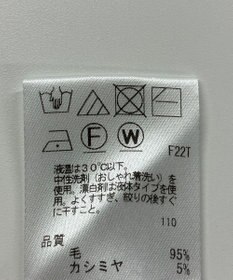 F W F22T
液温は30℃以下。
中性洗剤（おしゃれ着洗い）を
使用。漂白剤は液体タイプを使
用。よくすすぎ、絞りの後すぐ
に干すこと。
110
品質
毛 95%
カシミヤ 5%